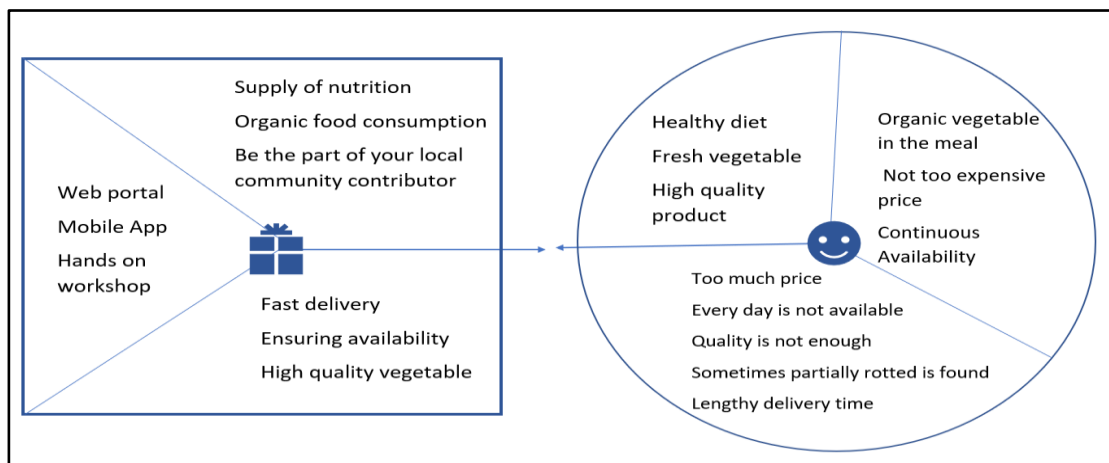 Supply of nutrition
Organic food consumption
Be the part of your local
community contributor
Web portal
Mobile App
Hands on
workshop
Fast delivery
Ensuring availability
High quality vegetable
Healthy diet
Fresh vegetable
High quality
product
Organic vegetable
in the meal
Not too expensive
price
Continuous
Availability
Too much price
Every day is not available
Quality is not enough
Sometimes partially rotted is found
Lengthy delivery time